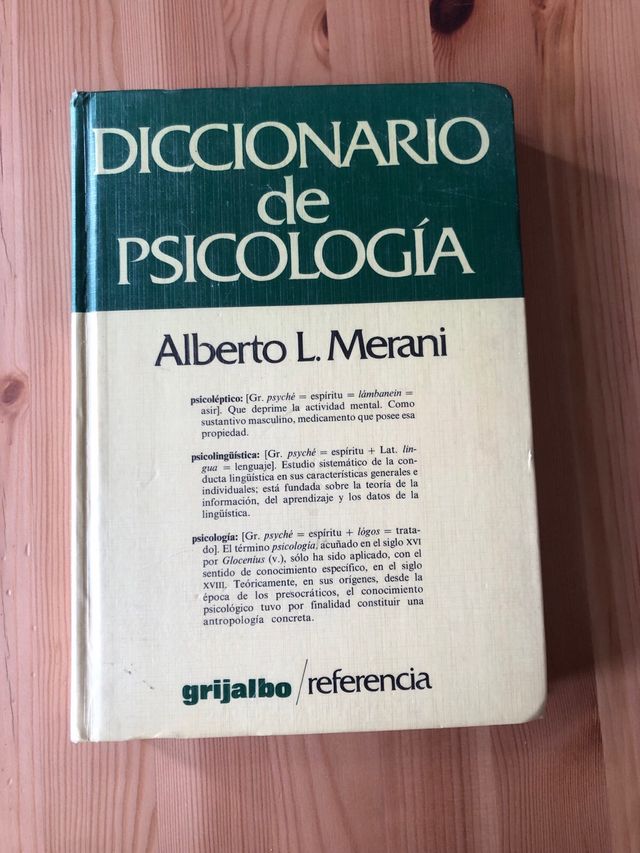 DICCIONARIO
de
PSICOLOGÍA
Alberto L. Merani
psicoléptico: [Gr. psyché = espíritu = lámbanein =
asir]. Que deprime la actividad mental. Como
sustantivo masculino, medicamento que posee esa
propiedad.
psicolingüística: [Gr. psyché = espíritu + Lat. lin-
gua = lenguaje]. Estudio sistemático de la con-
ducta lingüística en sus características generales e
individuales; está fundada sobre la teoría de la
información, del aprendizaje y los datos de la
lingüística.
psicología: [Gr. psyché = espíritu + lógos = trata-
do]. El término psicología, acuñado en el siglo XVI
por Glocenius (v.), sólo ha sido aplicado, con el
sentido de conocimiento específico, en el siglo
XVIII. Teóricamente, en sus orígenes, desde la
época de los presocráticos, el conocimiento
psicológico tuvo por finalidad constituir una
antropología concreta.
grijalbo/referencia